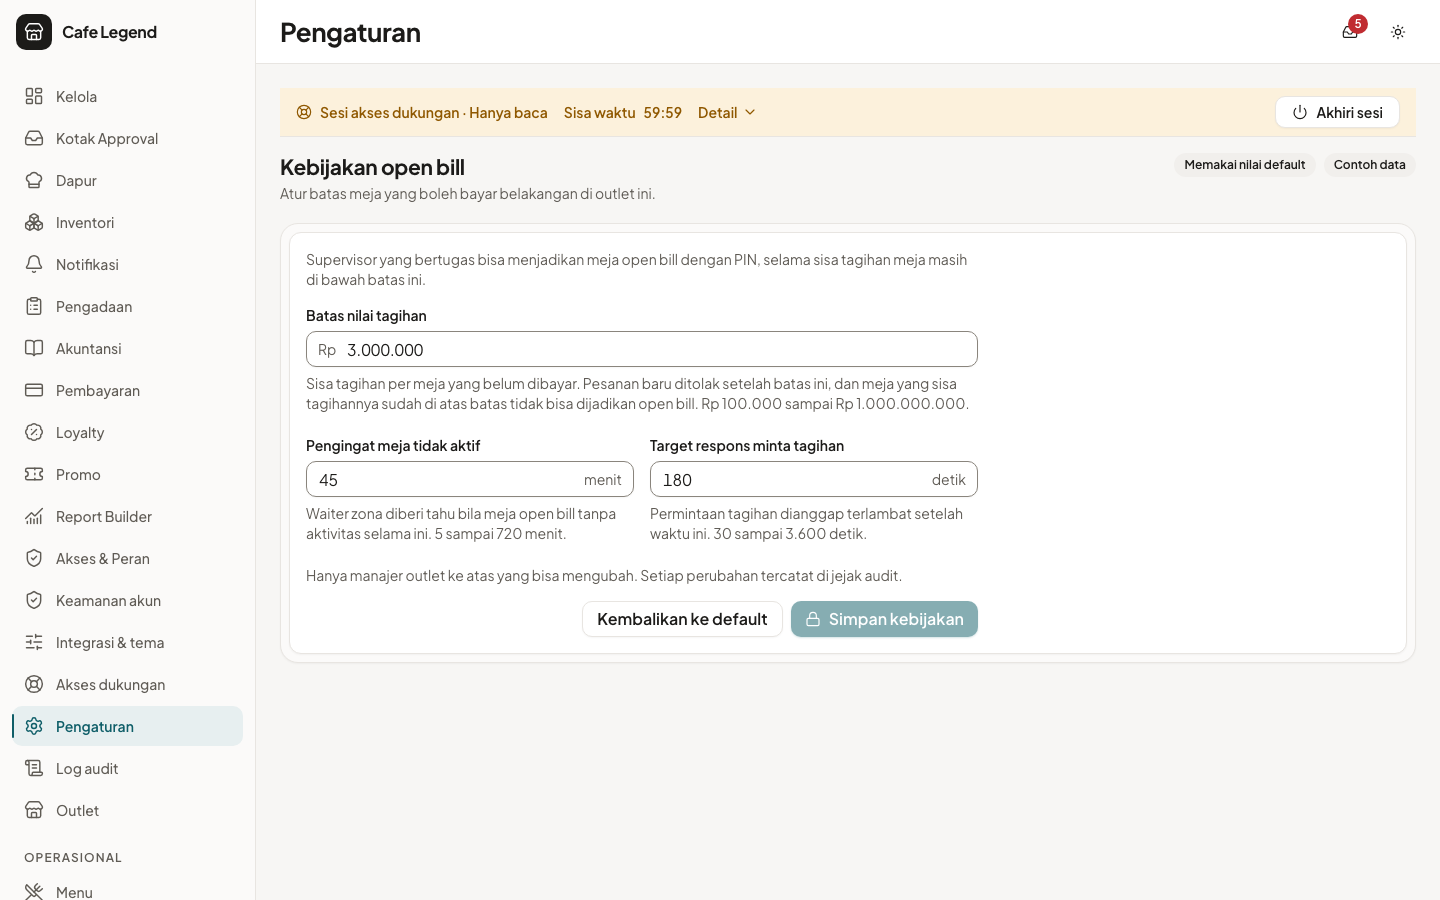 Cafe Legend
Kelola
Kotak Approval
Dapur
Inventori
Notifikasi
Pengadaan
Akuntansi
Pembayaran
Loyalty
Promo
Report Builder
Akses & Peran
Keamanan akun
Integrasi & tema
Akses dukungan
Pengaturan
Log audit
Outlet
OPERASIONAL
Menu
Pengaturan
5
Sesi akses dukungan · Hanya baca Sisa waktu 59:59 Detail
Akhiri sesi
Kebijakan open bill
Memakai nilai default
Contoh data
Atur batas meja yang boleh bayar belakangan di outlet ini.
Supervisor yang bertugas bisa menjadikan meja open bill dengan PIN, selama sisa tagihan meja masih
di bawah batas ini.
Batas nilai tagihan
Rp 3.000.000
Sisa tagihan per meja yang belum dibayar. Pesanan baru ditolak setelah batas ini, dan meja yang sisa
tagihannya sudah di atas batas tidak bisa dijadikan open bill. Rp 100.000 sampai Rp 1.000.000.000.
Pengingat meja tidak aktif
45 menit
Waiter zona diberi tahu bila meja open bill tanpa
aktivitas selama ini. 5 sampai 720 menit.
Target respons minta tagihan
180 detik
Permintaan tagihan dianggap terlambat setelah
waktu ini. 30 sampai 3.600 detik.
Hanya manajer outlet ke atas yang bisa mengubah. Setiap perubahan tercatat di jejak audit.
Kembalikan ke default
Simpan kebijakan